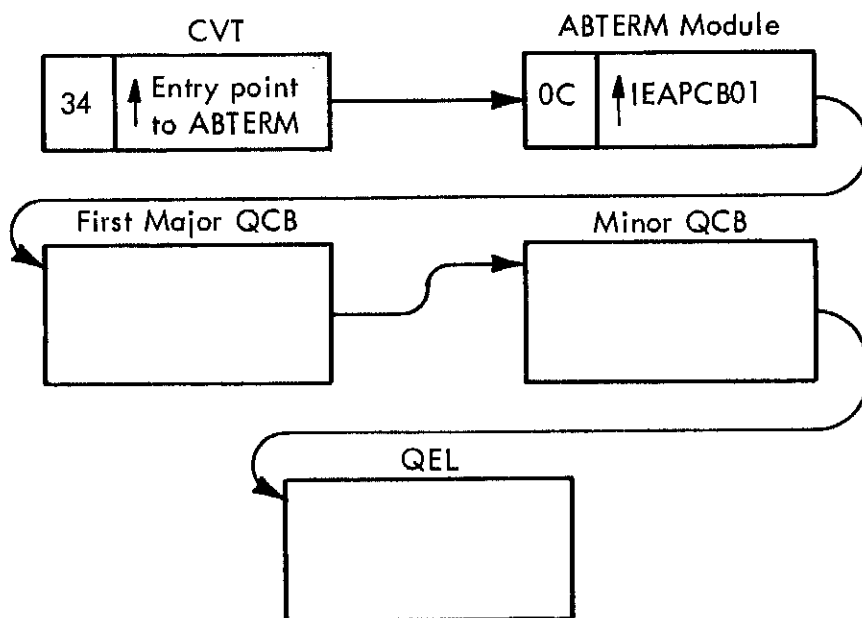 CVT
ABTERM Module
34
Entry point
to ABTERM
0C
IEAPCB01
First Major QCB
Minor QCB
QEL